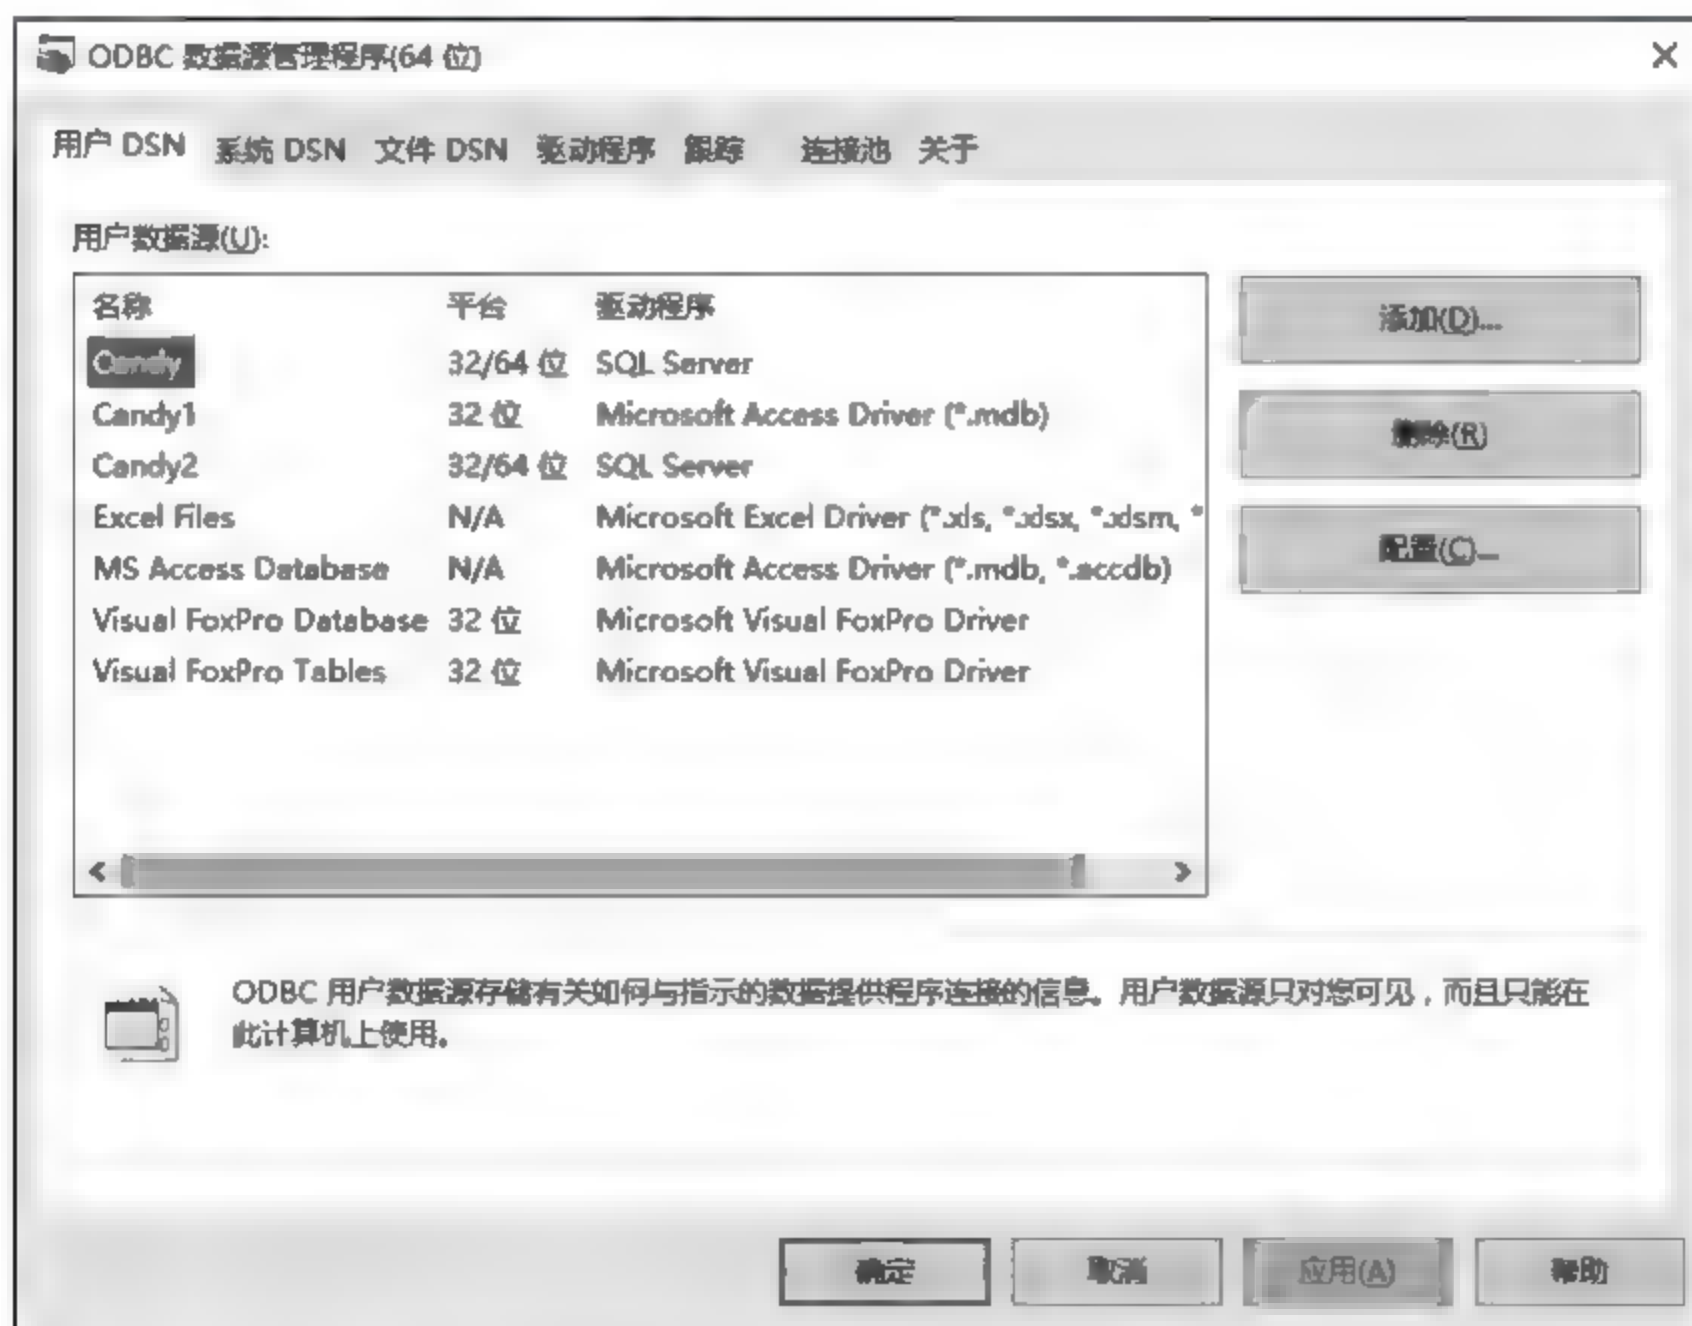 ODBC 数据源管理程序(64 位)
用户 DSN 系统 DSN 文件 DSN 驱动程序 跟踪 连接池 关于
用户数据源(U):
名称 平台 驱动程序
Candy 32/64 位 SQL Server
Candy1 32 位 Microsoft Access Driver (*.mdb)
Candy2 32/64 位 SQL Server
Excel Files N/A Microsoft Excel Driver (*.xls, *.xlsx, *.xlsm, *
MS Access Database N/A Microsoft Access Driver (*.mdb, *.accdb)
Visual FoxPro Database 32 位 Microsoft Visual FoxPro Driver
Visual FoxPro Tables 32 位 Microsoft Visual FoxPro Driver
添加(D)...
删除(R)
配置(C)...
ODBC 用户数据源存储有关如何与指示的数据提供程序连接的信息。用户数据源只对您可见，而且只能在
此计算机上使用。
确定 取消 应用(A) 帮助